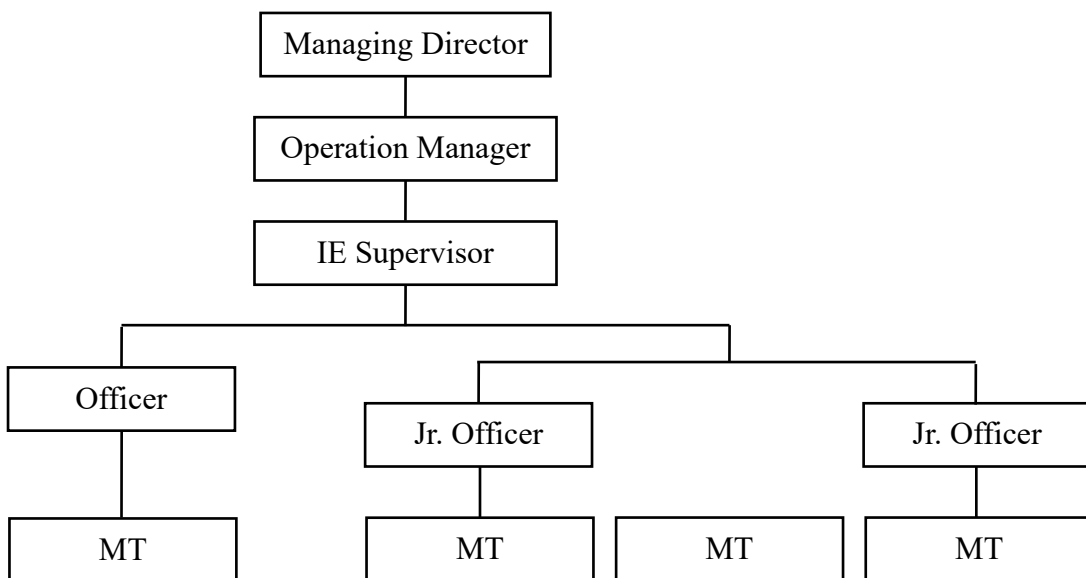 Managing Director
Operation Manager
IE Supervisor
Officer
Jr. Officer
Jr. Officer
MT
MT
MT
MT